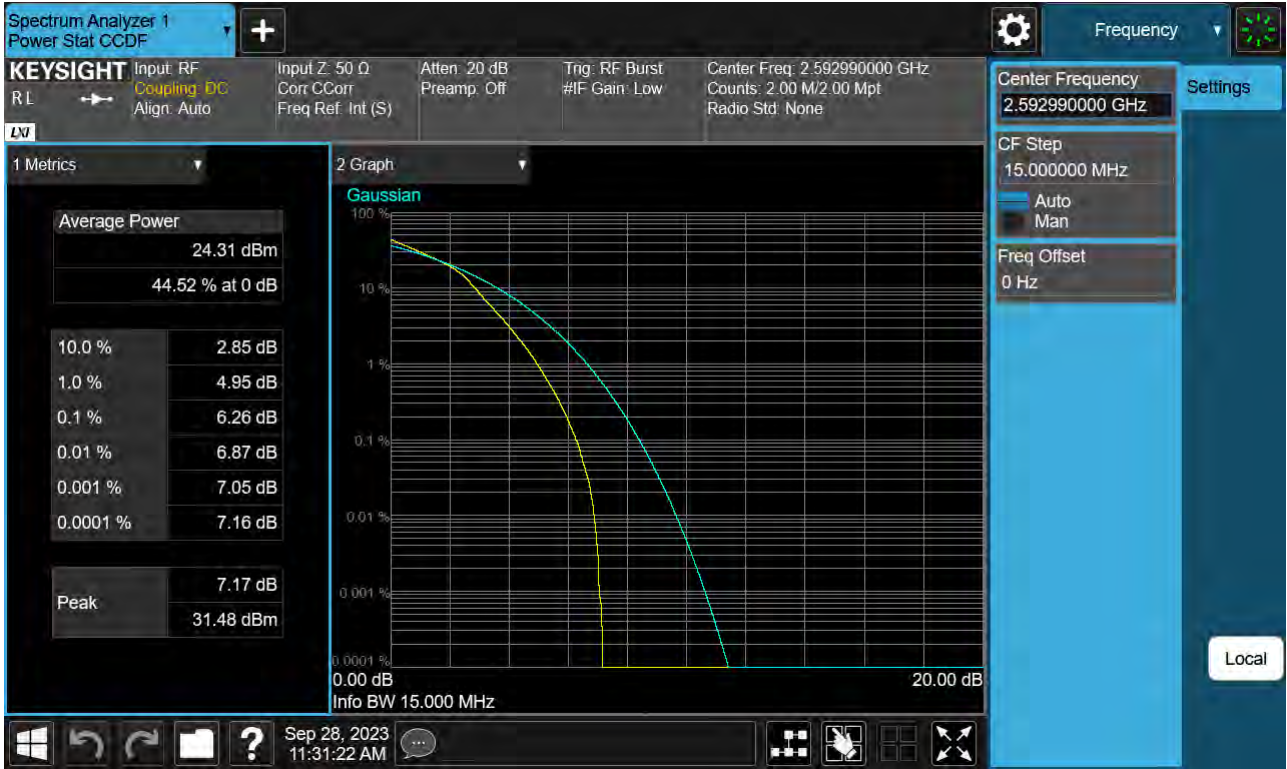 Spectrum Analyzer 1
Power Stat CCDF
+
Frequency
KEYSIGHT
R L
LXI
Input: RF
Coupling: DC
Align: Auto
Input Z: 50 Ω
Corr CCorr
Freq Ref: Int (S)
Atten: 20 dB
Preamp: Off
Trig: RF Burst
#IF Gain: Low
Center Freq: 2.592990000 GHz
Counts: 2.00 M/2.00 Mpt
Radio Std: None
Center Frequency
2.592990000 GHz
Settings
CF Step
15.000000 MHz
Auto
Man
Freq Offset
0 Hz
1 Metrics
Average Power
24.31 dBm
44.52 % at 0 dB
10.0 % 2.85 dB
1.0 % 4.95 dB
0.1 % 6.26 dB
0.01 % 6.87 dB
0.001 % 7.05 dB
0.0001 % 7.16 dB
Peak
7.17 dB
31.48 dBm
2 Graph
Gaussian
100 %
10 %
1 %
0.1 %
0.01 %
0.001 %
0.0001 %
0.00 dB
20.00 dB
Info BW 15.000 MHz
Local
?
Sep 28, 2023
11:31:22 AM